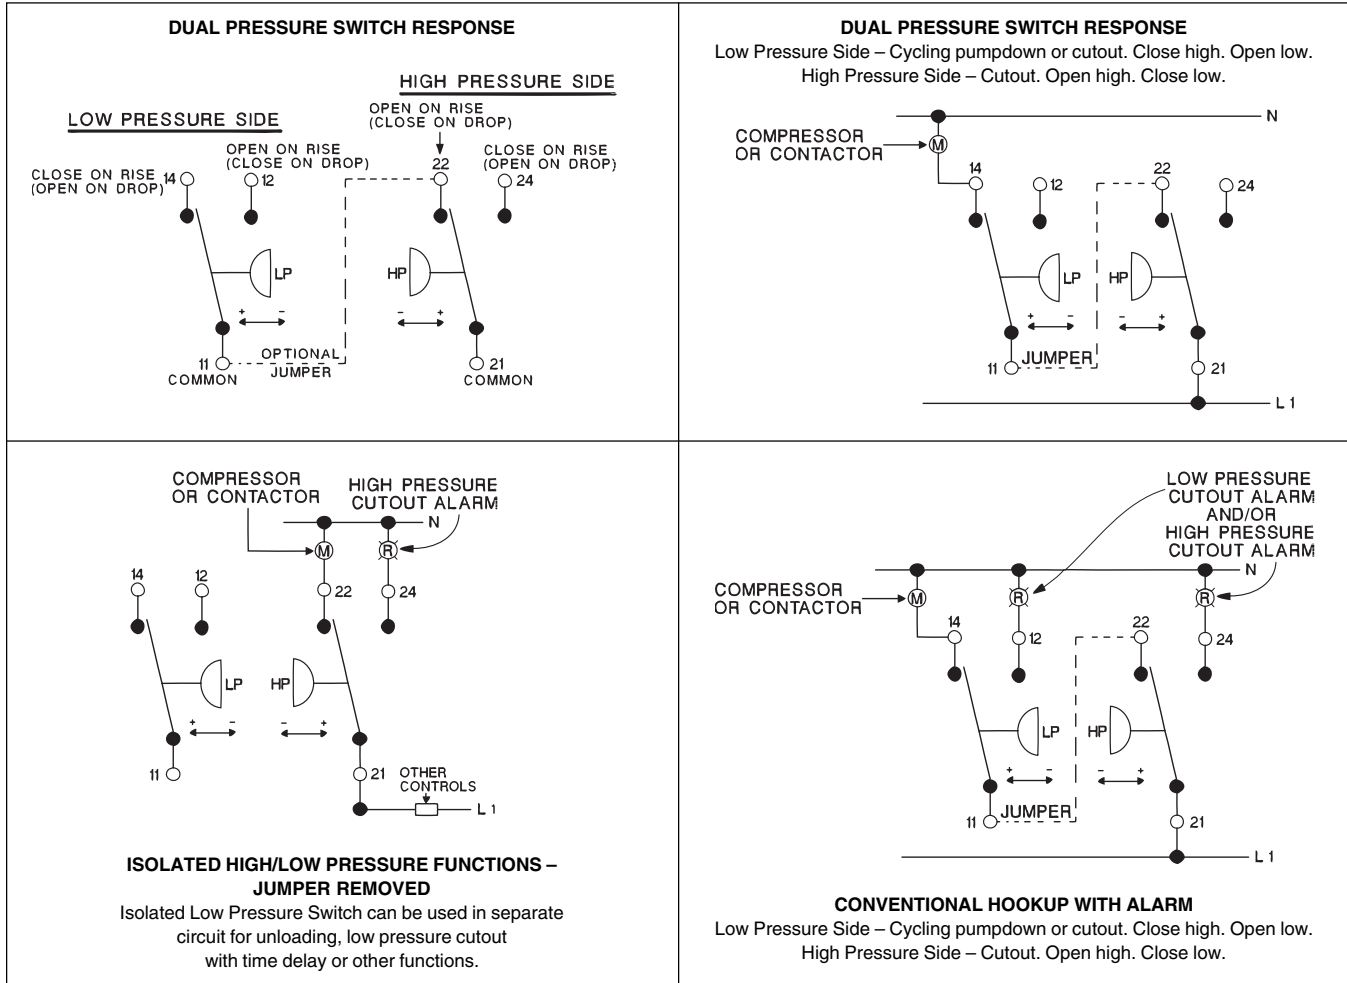 DUAL PRESSURE SWITCH RESPONSE
HIGH PRESSURE SIDE
OPEN ON RISE
(CLOSE ON DROP)
LOW PRESSURE SIDE
OPEN ON RISE
(CLOSE ON DROP)
CLOSE ON RISE
(OPEN ON DROP)
CLOSE ON RISE
(OPEN ON DROP)
14
12
22
24
LP
HP
+ -
- +
11
COMMON
OPTIONAL
JUMPER
21
COMMON
DUAL PRESSURE SWITCH RESPONSE
Low Pressure Side – Cycling pumpdown or cutout. Close high. Open low.
High Pressure Side – Cutout. Open high. Close low.
N
COMPRESSOR
OR CONTACTOR
M
14
12
22
24
LP
HP
+ -
- +
11
JUMPER
21
L1
COMPRESSOR
OR CONTACTOR
HIGH PRESSURE
CUTOUT ALARM
N
M
R
14
12
22
24
LP
HP
+ -
- +
11
21
OTHER
CONTROLS
L1
ISOLATED HIGH/LOW PRESSURE FUNCTIONS –
JUMPER REMOVED
Isolated Low Pressure Switch can be used in separate
circuit for unloading, low pressure cutout
with time delay or other functions.
LOW PRESSURE
CUTOUT ALARM
AND/OR
HIGH PRESSURE
CUTOUT ALARM
N
COMPRESSOR
OR CONTACTOR
M
R
R
14
12
22
24
LP
HP
+ -
- +
11
JUMPER
21
L1
CONVENTIONAL HOOKUP WITH ALARM
Low Pressure Side – Cycling pumpdown or cutout. Close high. Open low.
High Pressure Side – Cutout. Open high. Close low.